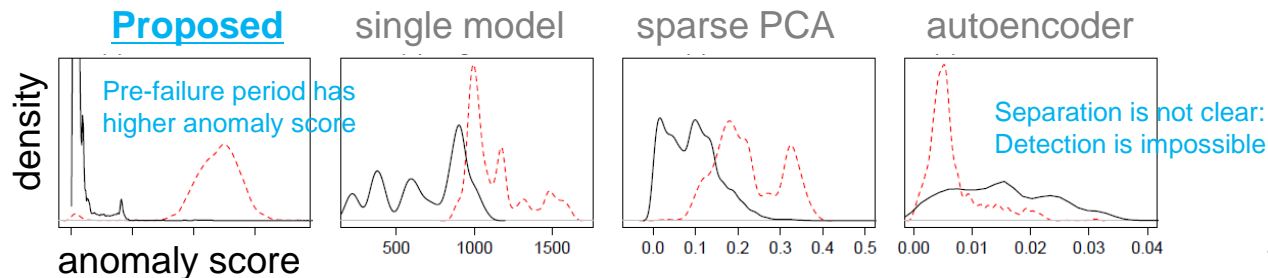 Proposed
single model
sparse PCA
autoencoder
density
Pre-failure period has
higher anomaly score
Separation is not clear:
Detection is impossible
500 1000 1500
0.0 0.1 0.2 0.3 0.4 0.5
0.00 0.01 0.02 0.03 0.04
anomaly score